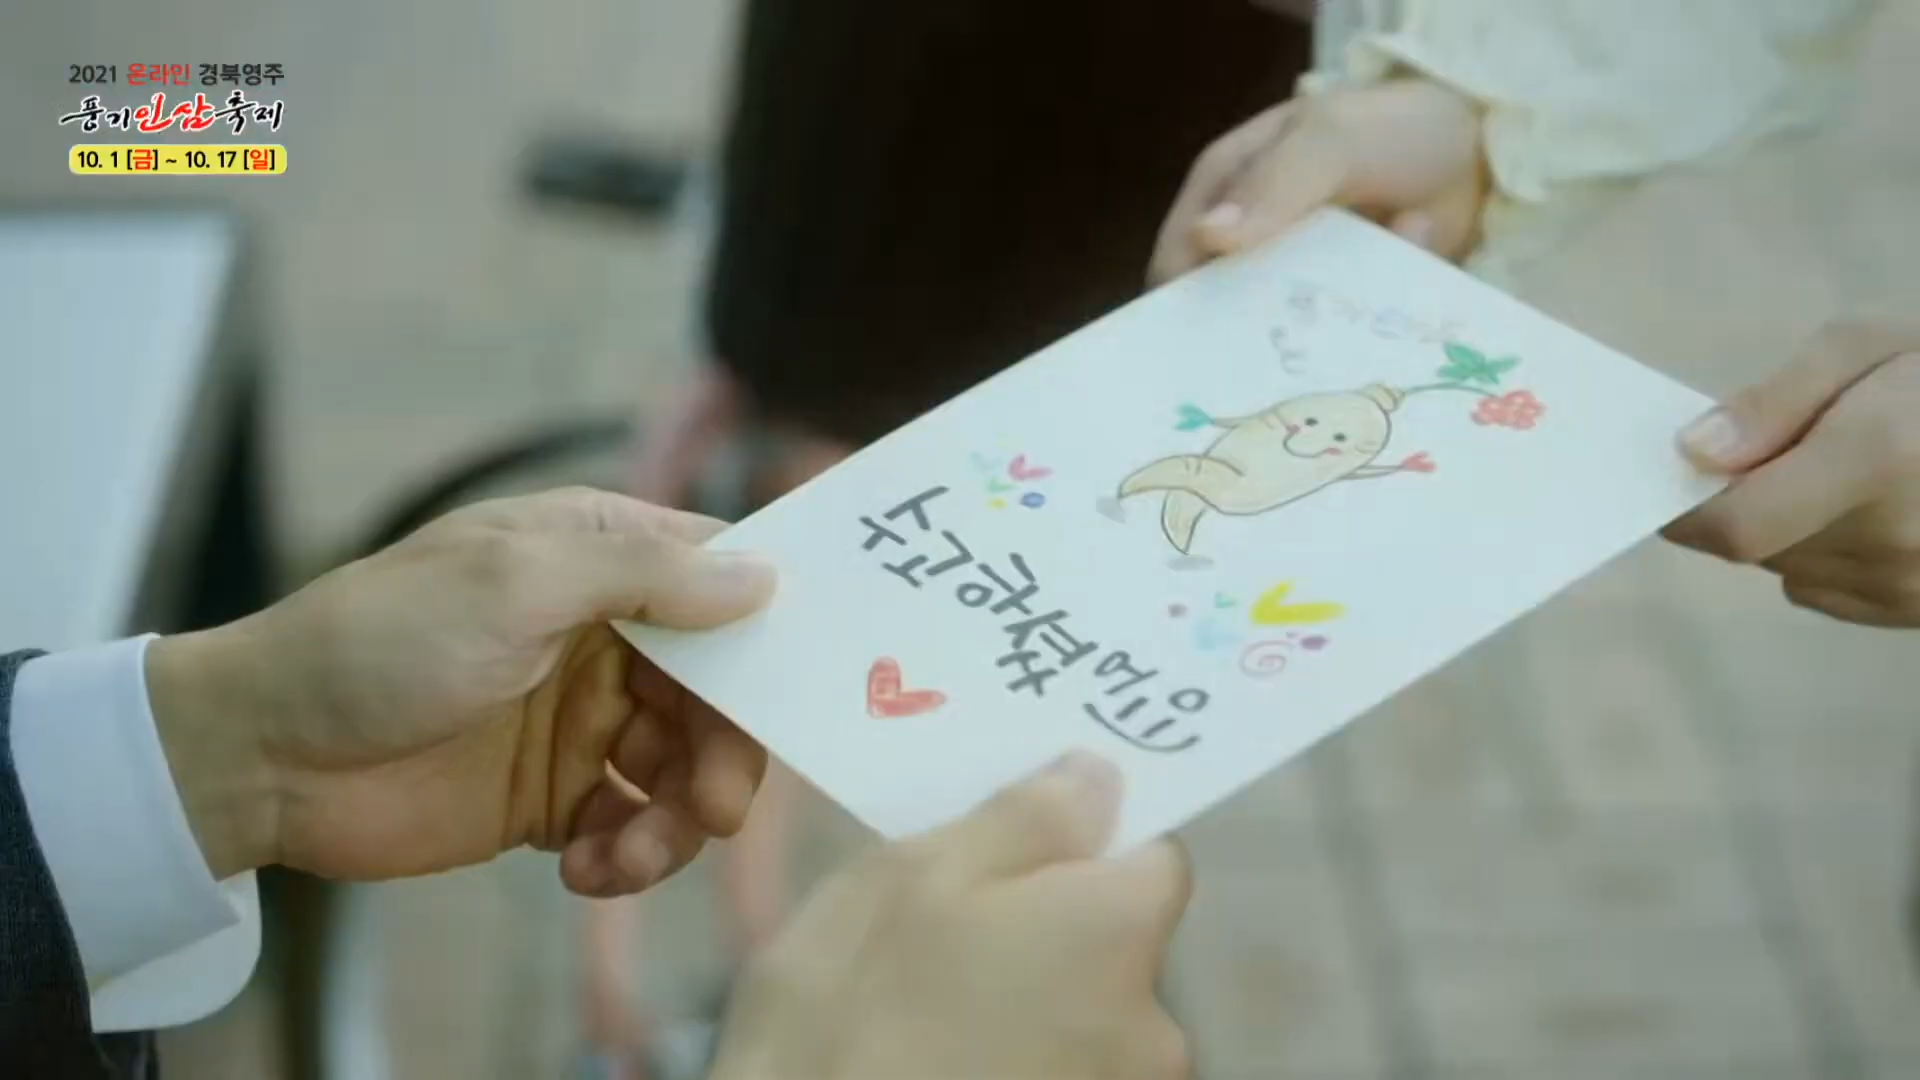 2021 온라인 경북영주
풍기인삼축제
10. 1 [금] ~ 10. 17 [일]
수고하셨어요